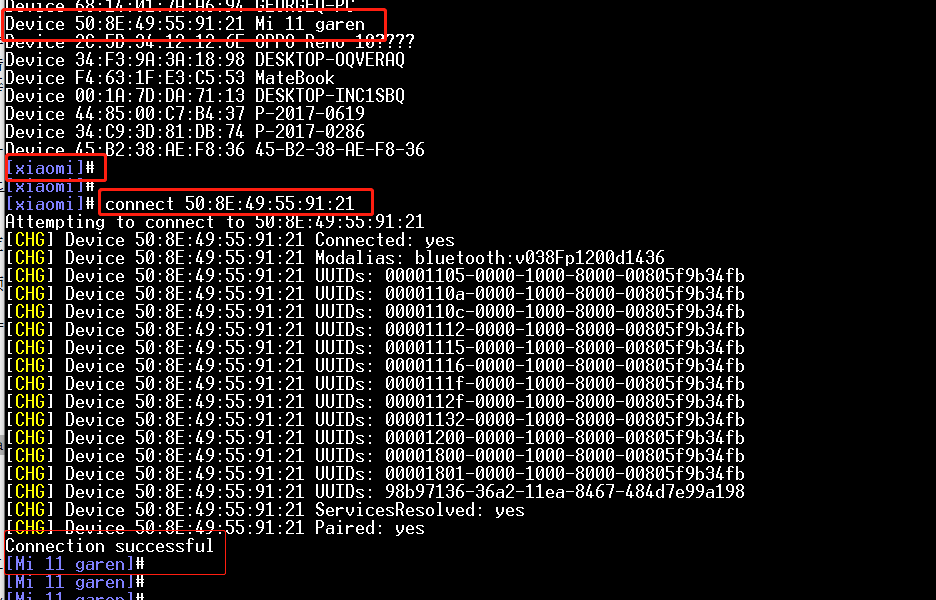 Device 68:14:01:7A:A6:94 GEORGEU-PC
Device 50:8E:49:55:91:21 Mi 11 garen
Device 2C:5D:34:12:12:6E OPPO Reno 10????
Device 34:F3:9A:3A:18:98 DESKTOP-OQVERAQ
Device F4:63:1F:E3:C5:53 MateBook
Device 00:1A:7D:DA:71:13 DESKTOP-INC1SBQ
Device 44:85:00:C7:B4:37 P-2017-0619
Device 34:C9:3D:81:DB:74 P-2017-0286
Device 45:B2:38:AE:F8:36 45-B2-38-AE-F8-36
[xiaomi]#
[xiaomi]#
[xiaomi]# connect 50:8E:49:55:91:21
Attempting to connect to 50:8E:49:55:91:21
[CHG] Device 50:8E:49:55:91:21 Connected: yes
[CHG] Device 50:8E:49:55:91:21 Modalias: bluetooth:v038Fp1200d1436
[CHG] Device 50:8E:49:55:91:21 UUIDs: 00001105-0000-1000-8000-00805f9b34fb
[CHG] Device 50:8E:49:55:91:21 UUIDs: 0000110a-0000-1000-8000-00805f9b34fb
[CHG] Device 50:8E:49:55:91:21 UUIDs: 0000110c-0000-1000-8000-00805f9b34fb
[CHG] Device 50:8E:49:55:91:21 UUIDs: 00001112-0000-1000-8000-00805f9b34fb
[CHG] Device 50:8E:49:55:91:21 UUIDs: 00001115-0000-1000-8000-00805f9b34fb
[CHG] Device 50:8E:49:55:91:21 UUIDs: 00001116-0000-1000-8000-00805f9b34fb
[CHG] Device 50:8E:49:55:91:21 UUIDs: 0000111f-0000-1000-8000-00805f9b34fb
[CHG] Device 50:8E:49:55:91:21 UUIDs: 0000112f-0000-1000-8000-00805f9b34fb
[CHG] Device 50:8E:49:55:91:21 UUIDs: 00001132-0000-1000-8000-00805f9b34fb
[CHG] Device 50:8E:49:55:91:21 UUIDs: 00001200-0000-1000-8000-00805f9b34fb
[CHG] Device 50:8E:49:55:91:21 UUIDs: 00001800-0000-1000-8000-00805f9b34fb
[CHG] Device 50:8E:49:55:91:21 UUIDs: 00001801-0000-1000-8000-00805f9b34fb
[CHG] Device 50:8E:49:55:91:21 UUIDs: 98b97136-36a2-11ea-8467-484d7e99a198
[CHG] Device 50:8E:49:55:91:21 ServicesResolved: yes
[CHG] Device 50:8E:49:55:91:21 Paired: yes
Connection successful
[Mi 11 garen]#
[Mi 11 garen]#
[Mi 11 garen]#